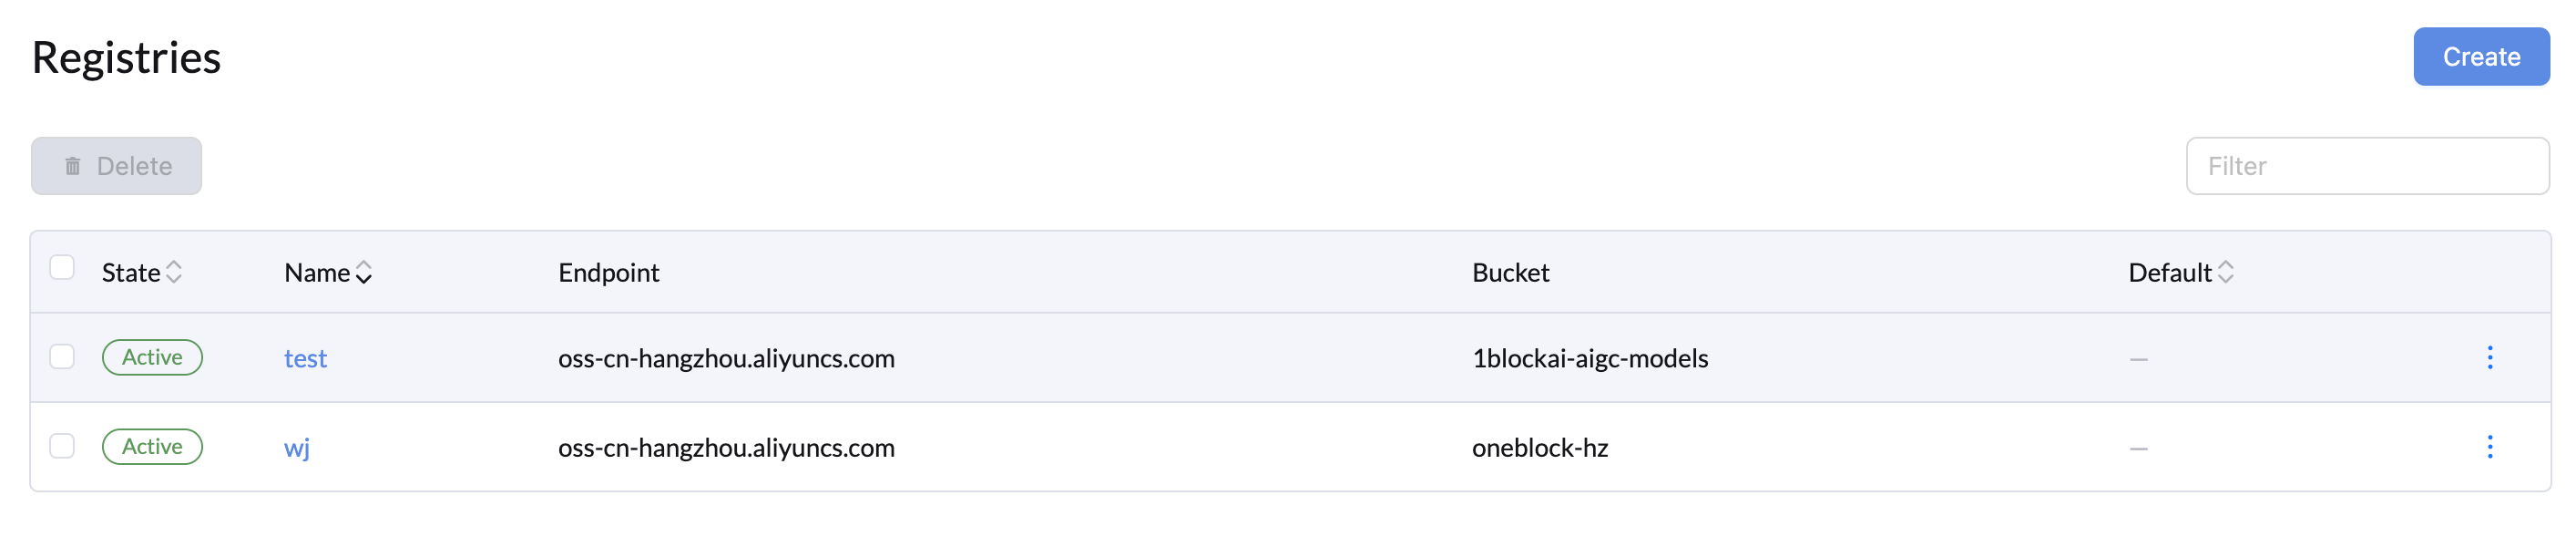 Registries
Create
Delete
Filter
State Name Endpoint Bucket Default
Active test oss-cn-hangzhou.aliyuncs.com 1blockai-aigc-models —
Active wj oss-cn-hangzhou.aliyuncs.com oneblock-hz —